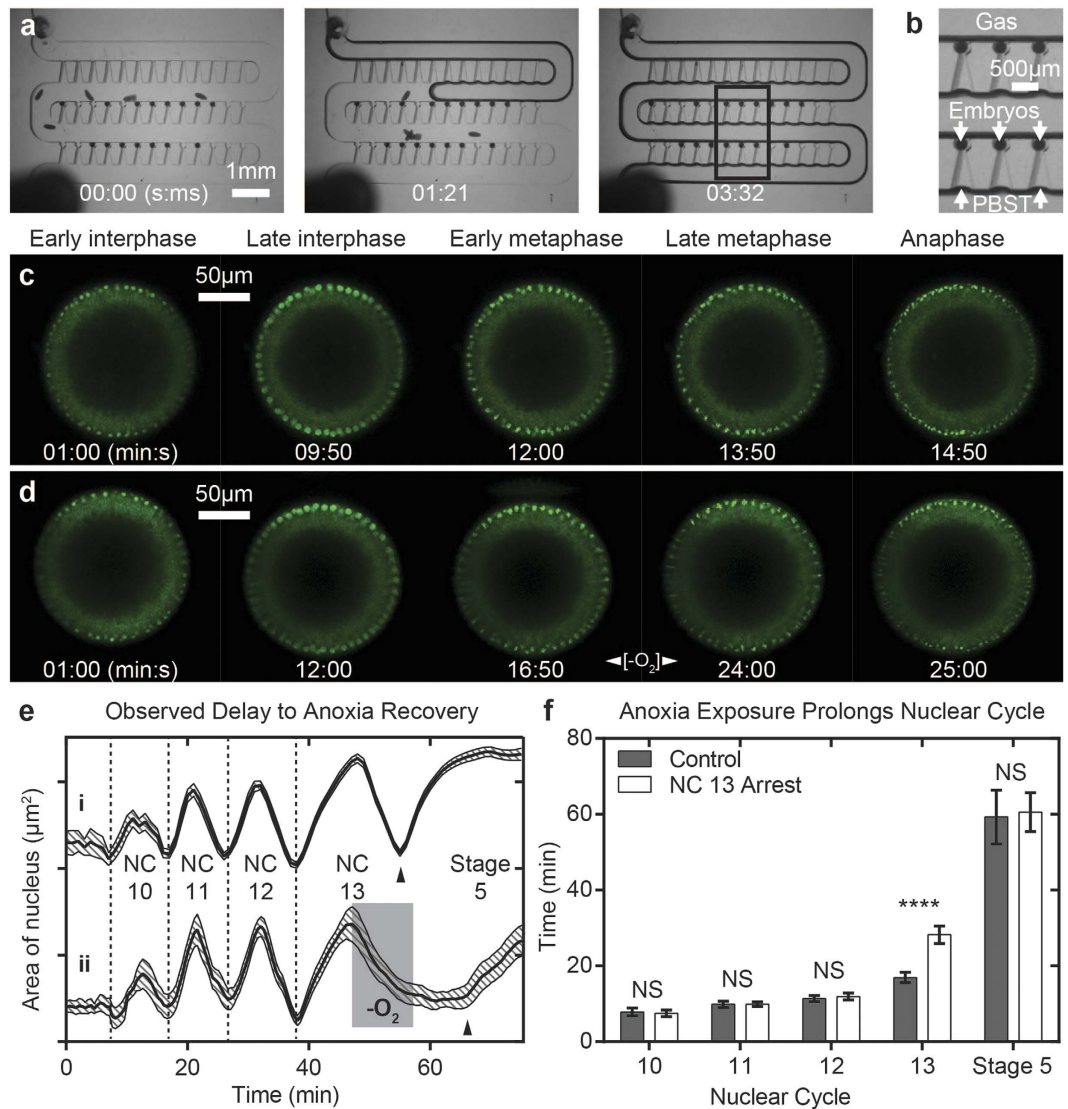 a
00:00 (s:ms)
1mm
01:21
03:32
b
Gas
500μm
Embryos
PBST
Early interphase
Late interphase
Early metaphase
Late metaphase
Anaphase
c
50μm
01:00 (min:s)
09:50
12:00
13:50
14:50
d
50μm
01:00 (min:s)
12:00
16:50
◄[-O₂]►
24:00
25:00
e
Observed Delay to Anoxia Recovery
Area of nucleus (μm²)
i
NC
10
NC
11
NC
12
NC
13
Stage
5
ii
-O₂
0
20
40
60
Time (min)
f
Anoxia Exposure Prolongs Nuclear Cycle
Time (min)
80
60
40
20
0
Control
NC 13 Arrest
NS
NS
NS
****
NS
10
11
12
13
Stage 5
Nuclear Cycle